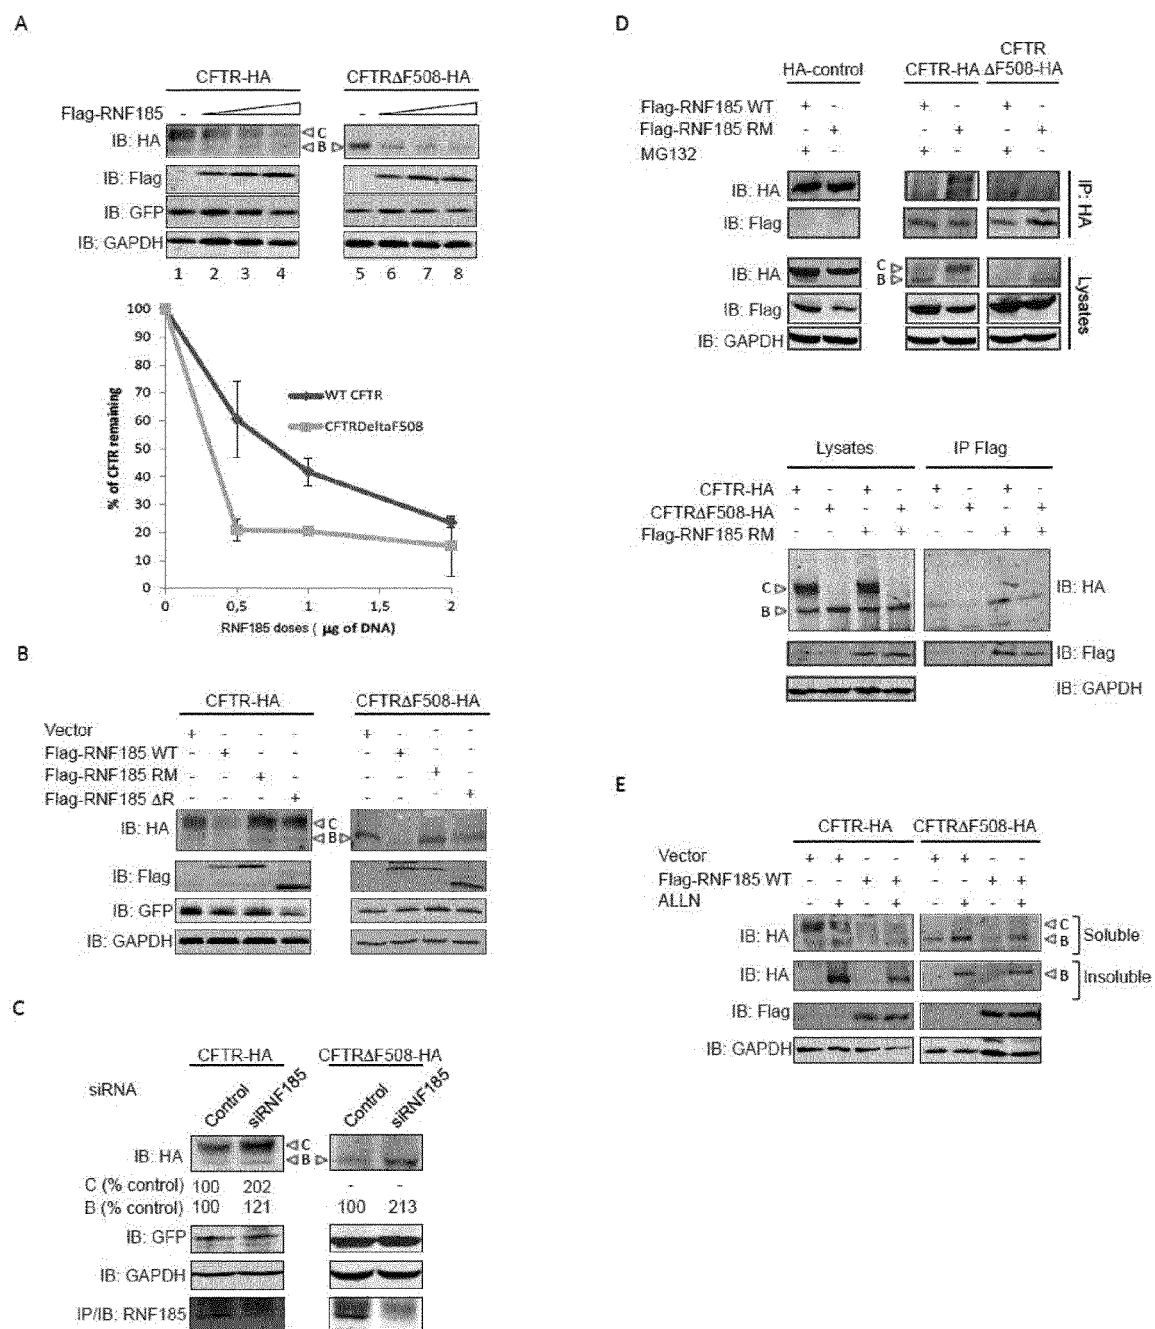 A
CFTR-HA CFTRΔF508-HA
Flag-RNF185 - -
IB: HA C
B
IB: Flag
IB: GFP
IB: GAPDH
1 2 3 4 5 6 7 8
100
90
80
70
60
50
40
30
20
10
0
% of CFTR remaining
WT CFTR
CFTRDeltaF508
0 0,5 1 1,5 2
RNF185 doses ( µg of DNA)
B
CFTR-HA CFTRΔF508-HA
Vector + - - - + - - -
Flag-RNF185 WT - + - - - + - -
Flag-RNF185 RM - - + - - - + -
Flag-RNF185 ΔR - - - + - - - +
IB: HA C
B
IB: Flag
IB: GFP
IB: GAPDH
C
CFTR-HA CFTRΔF508-HA
siRNA Control siRNF185 Control siRNF185
IB: HA C
B
C (% control) 100 202 - -
B (% control) 100 121 100 213
IB: GFP
IB: GAPDH
IP/IB: RNF185
D
HA-control CFTR-HA CFTR ΔF508-HA
Flag-RNF185 WT + - + - + -
Flag-RNF185 RM - + - + - +
MG132 + - + - + -
IB: HA
IB: Flag
IP: HA
IB: HA C
B
IB: Flag
IB: GAPDH
Lysates
Lysates IP Flag
CFTR-HA + - + - + - + -
CFTRΔF508-HA - + - + - + - +
Flag-RNF185 RM - - + + - - + +
C
B
IB: HA
IB: Flag
IB: GAPDH
E
CFTR-HA CFTRΔF508-HA
Vector + + - - + + - -
Flag-RNF185 WT - - + + - - + +
ALLN - + - + - + - +
IB: HA C
B Soluble
IB: HA B Insoluble
IB: Flag
IB: GAPDH